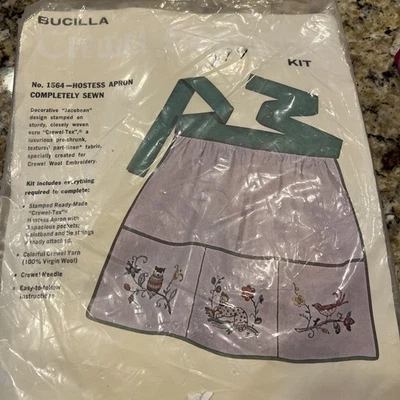 BUCILLA
KIT
No. 1564—HOSTESS APRON
COMPLETELY SEWN
Decorative "Jacobean"
design stamped on
sturdy, closely woven
ecru "Crewel-Tex",® a
luxurious pre-shrunk,
textured part-linen fabric,
specially created for
Crewel Wool Embroidery.
Kit includes everything
required to complete:
• Stamped Ready-Made
"Crewel-Tex"®
Hostess Apron with
spacious pockets;
Waistband and tie strings
ready attached.
• Colorful Crewel Yarn
(100% Virgin Wool)
• Crewel Needle
• Easy-to-follow
Instructions